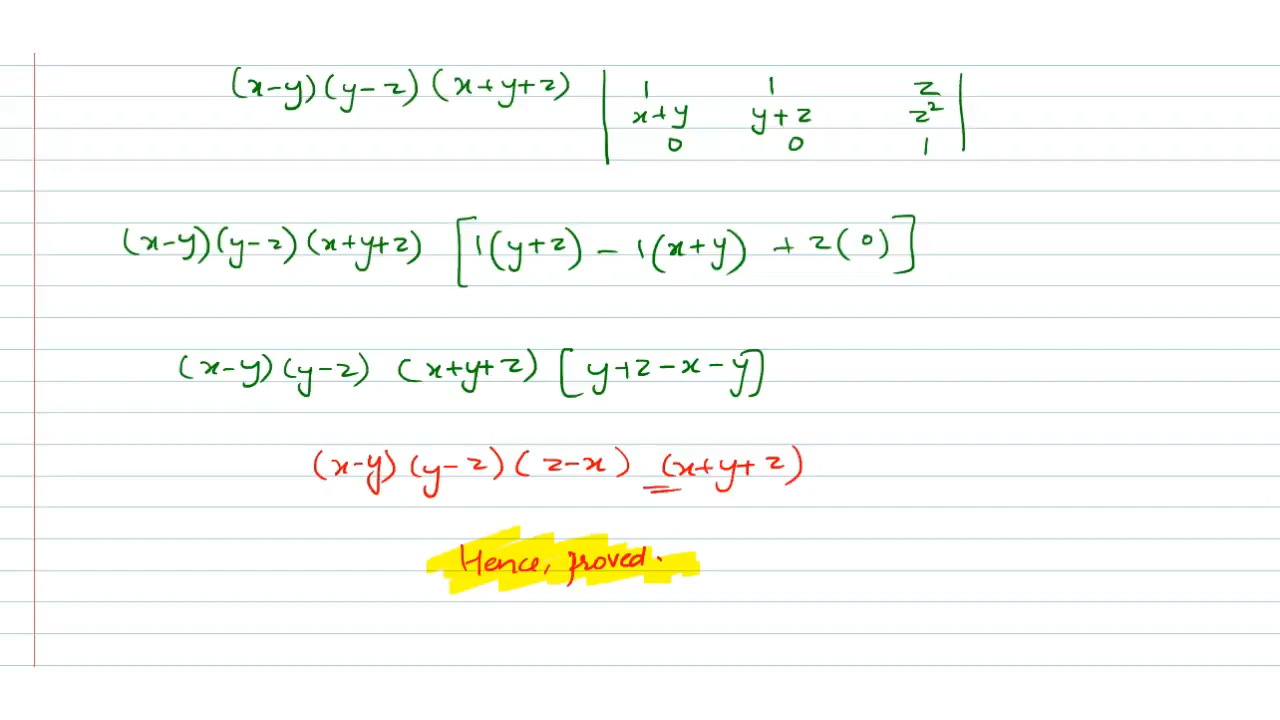 (x-y)(y-z)(x+y+z) | 1 1 z |
| x+y y+z z² |
| 0 0 1 |
(x-y)(y-z)(x+y+z) [1(y+z) - 1(x+y) + z(0)]
(x-y)(y-z) (x+y+z) [y+z-x-y]
(x-y)(y-z)(z-x) (x+y+z)
Hence, proved.